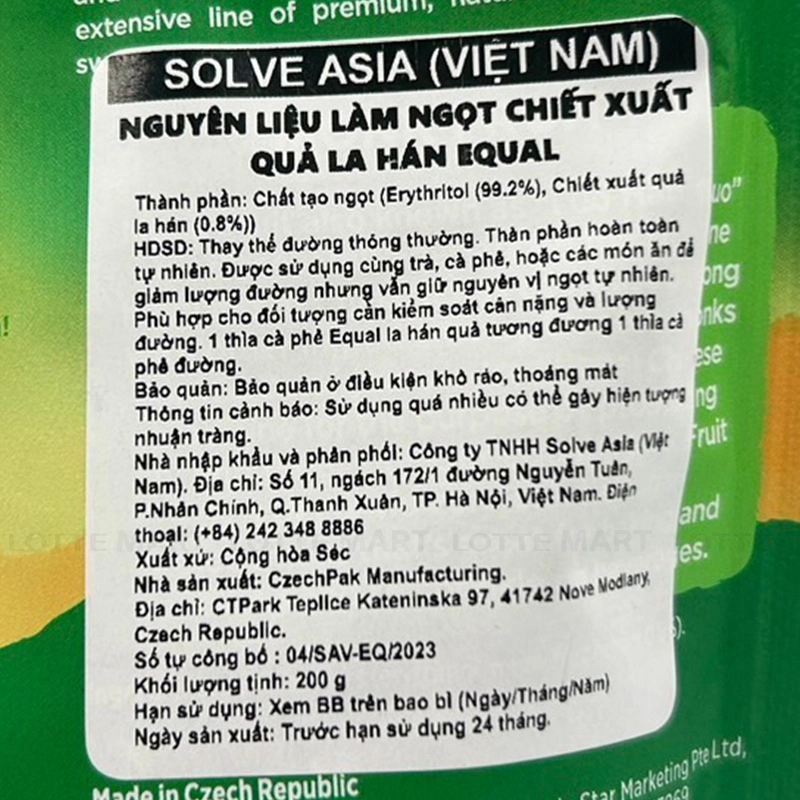 extensive line of premium,
SOLVE ASIA (VIỆT NAM)
NGUYÊN LIỆU LÀM NGỌT CHIẾT XUẤT
QUẢ LA HÁN EQUAL
Thành phần: Chất tạo ngọt (Erythritol (99.2%), Chiết xuất quả
la hán (0.8%))
HDSD: Thay thế đường thông thường. Thàn phần hoàn toàn
tự nhiên. Được sử dụng cùng trà, cà phê, hoặc các món ăn để
giảm lượng đường nhưng vẫn giữ nguyên vị ngọt tự nhiên.
Phù hợp cho đối tượng cần kiểm soát cân nặng và lượng
đường. 1 thìa cà phê Equal la hán quả tương đương 1 thìa cà
phê đường.
Bảo quản: Bảo quản ở điều kiện khô ráo, thoáng mát
Thông tin cảnh báo: Sử dụng quá nhiều có thể gây hiện tượng
nhuận tràng.
Nhà nhập khẩu và phân phối: Công ty TNHH Solve Asia (Việt
Nam). Địa chỉ: Số 11, ngách 172/1 đường Nguyễn Tuân,
P.Nhân Chính, Q.Thanh Xuân, TP. Hà Nội, Việt Nam. Điện
thoại: (+84) 242 348 8886
LOTTE MART LOTTE MART
Xuất xứ: Cộng hòa Séc
Nhà sản xuất: CzechPak Manufacturing.
Địa chỉ: CTPark Teplice Kateninska 97, 41742 Nove Modlany,
Czech Republic.
Số tự công bố : 04/SAV-EQ/2023
Khối lượng tịnh: 200 g
Hạn sử dụng: Xem BB trên bao bì (Ngày/Tháng/Năm)
Ngày sản xuất: Trước hạn sử dụng 24 tháng.
and
Made in Czech Republic
Star Marketing Pte Ltd,